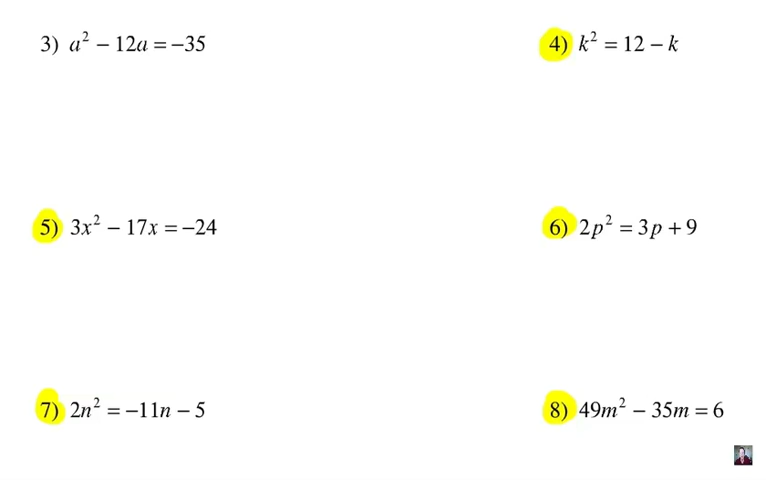 3) a² − 12a = −35
4) k² = 12 − k
5) 3x² − 17x = −24
6) 2p² = 3p + 9
7) 2n² = −11n − 5
8) 49m² − 35m = 6